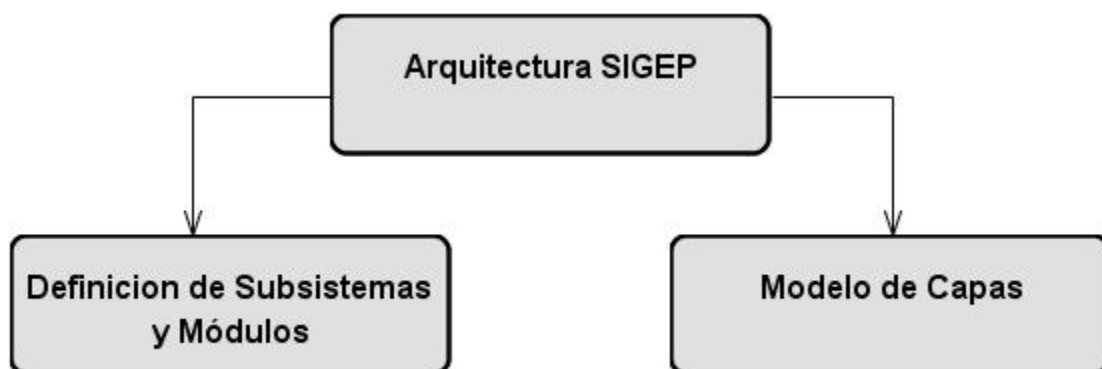 Arquitectura SIGEP
Definicion de Subsistemas
y Módulos
Modelo de Capas